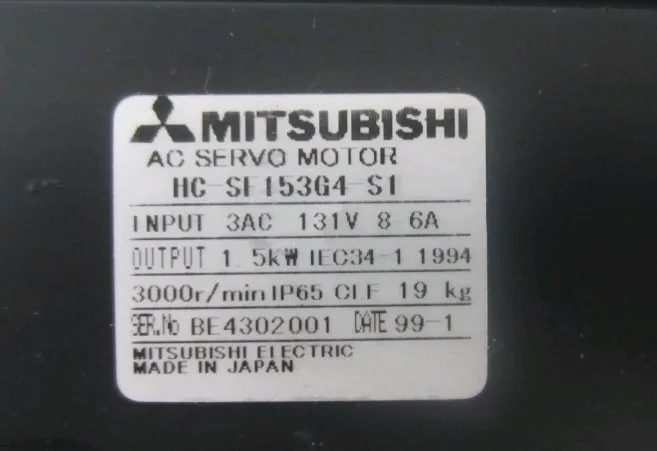 MITSUBISHI
AC SERVO MOTOR
HC-SF153G4-S1
INPUT 3AC 131V 8 6A
OUTPUT 1 5kW IEC34-1 1994
3000r/min IP65 Cl.F 19 kg
SER.No BE4302001 DATE 99-1
MITSUBISHI ELECTRIC
MADE IN JAPAN